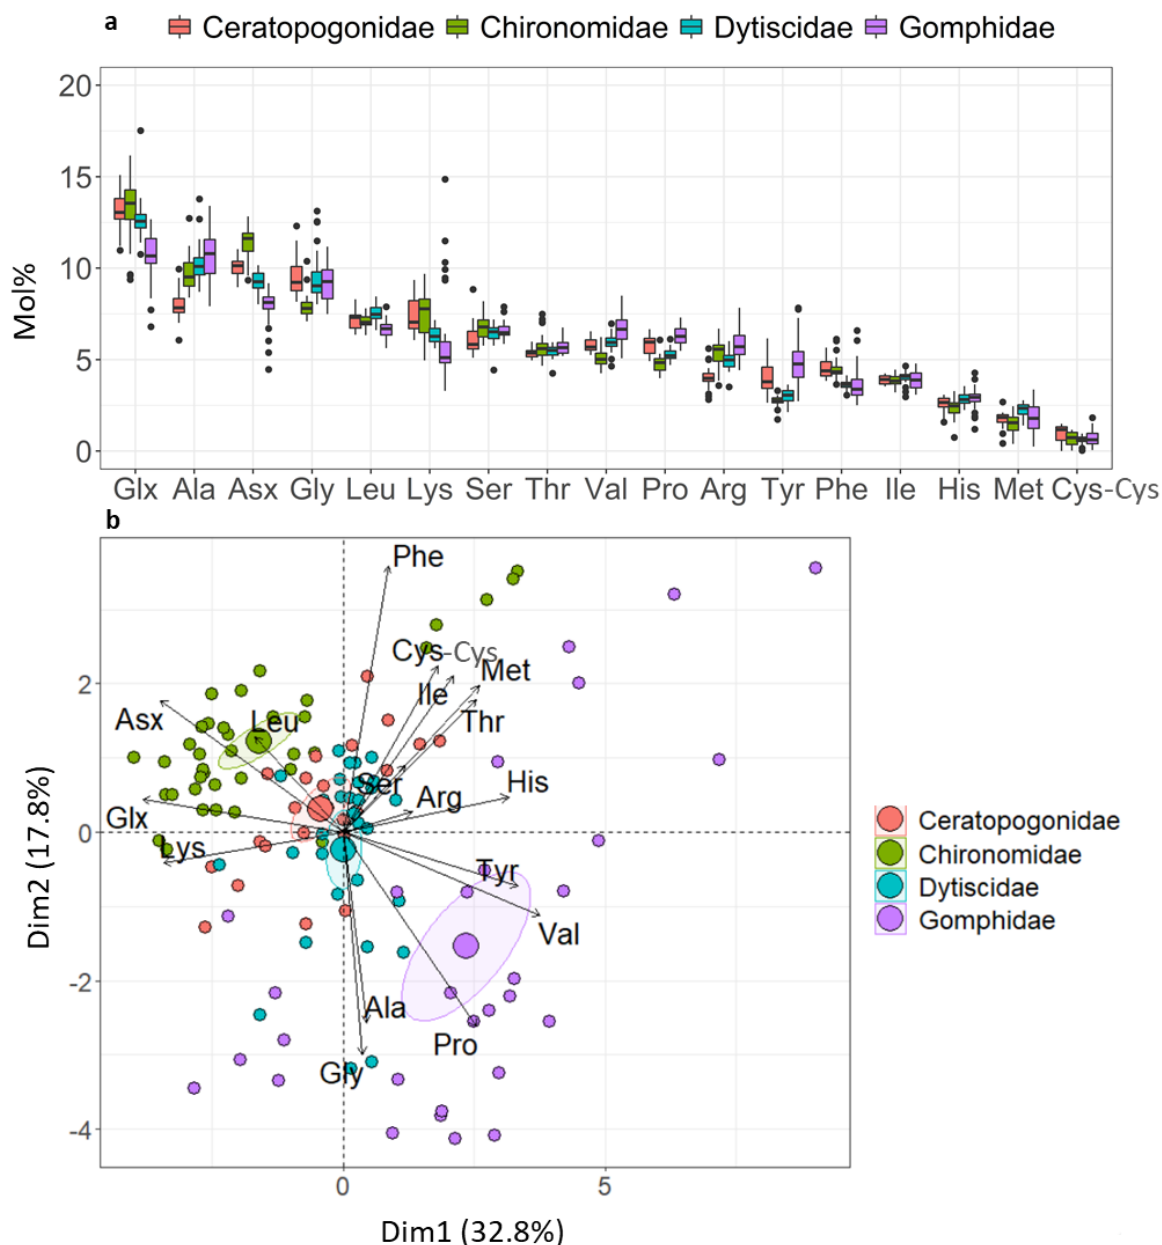 a
Ceratopogonidae Chironomidae Dytiscidae Gomphidae
20
15
10
5
0
Mol%
Glx Ala Asx Gly Leu Lys Ser Thr Val Pro Arg Tyr Phe Ile His Met Cys-Cys
b
Phe
Cys-Cys
Met
Ile
Asx
Leu
Thr
Ser
His
Arg
Glx
Lys
Tyr
Val
Ala
Pro
Gly
2
0
-2
-4
Dim2 (17.8%)
0 5
Dim1 (32.8%)
Ceratopogonidae
Chironomidae
Dytiscidae
Gomphidae